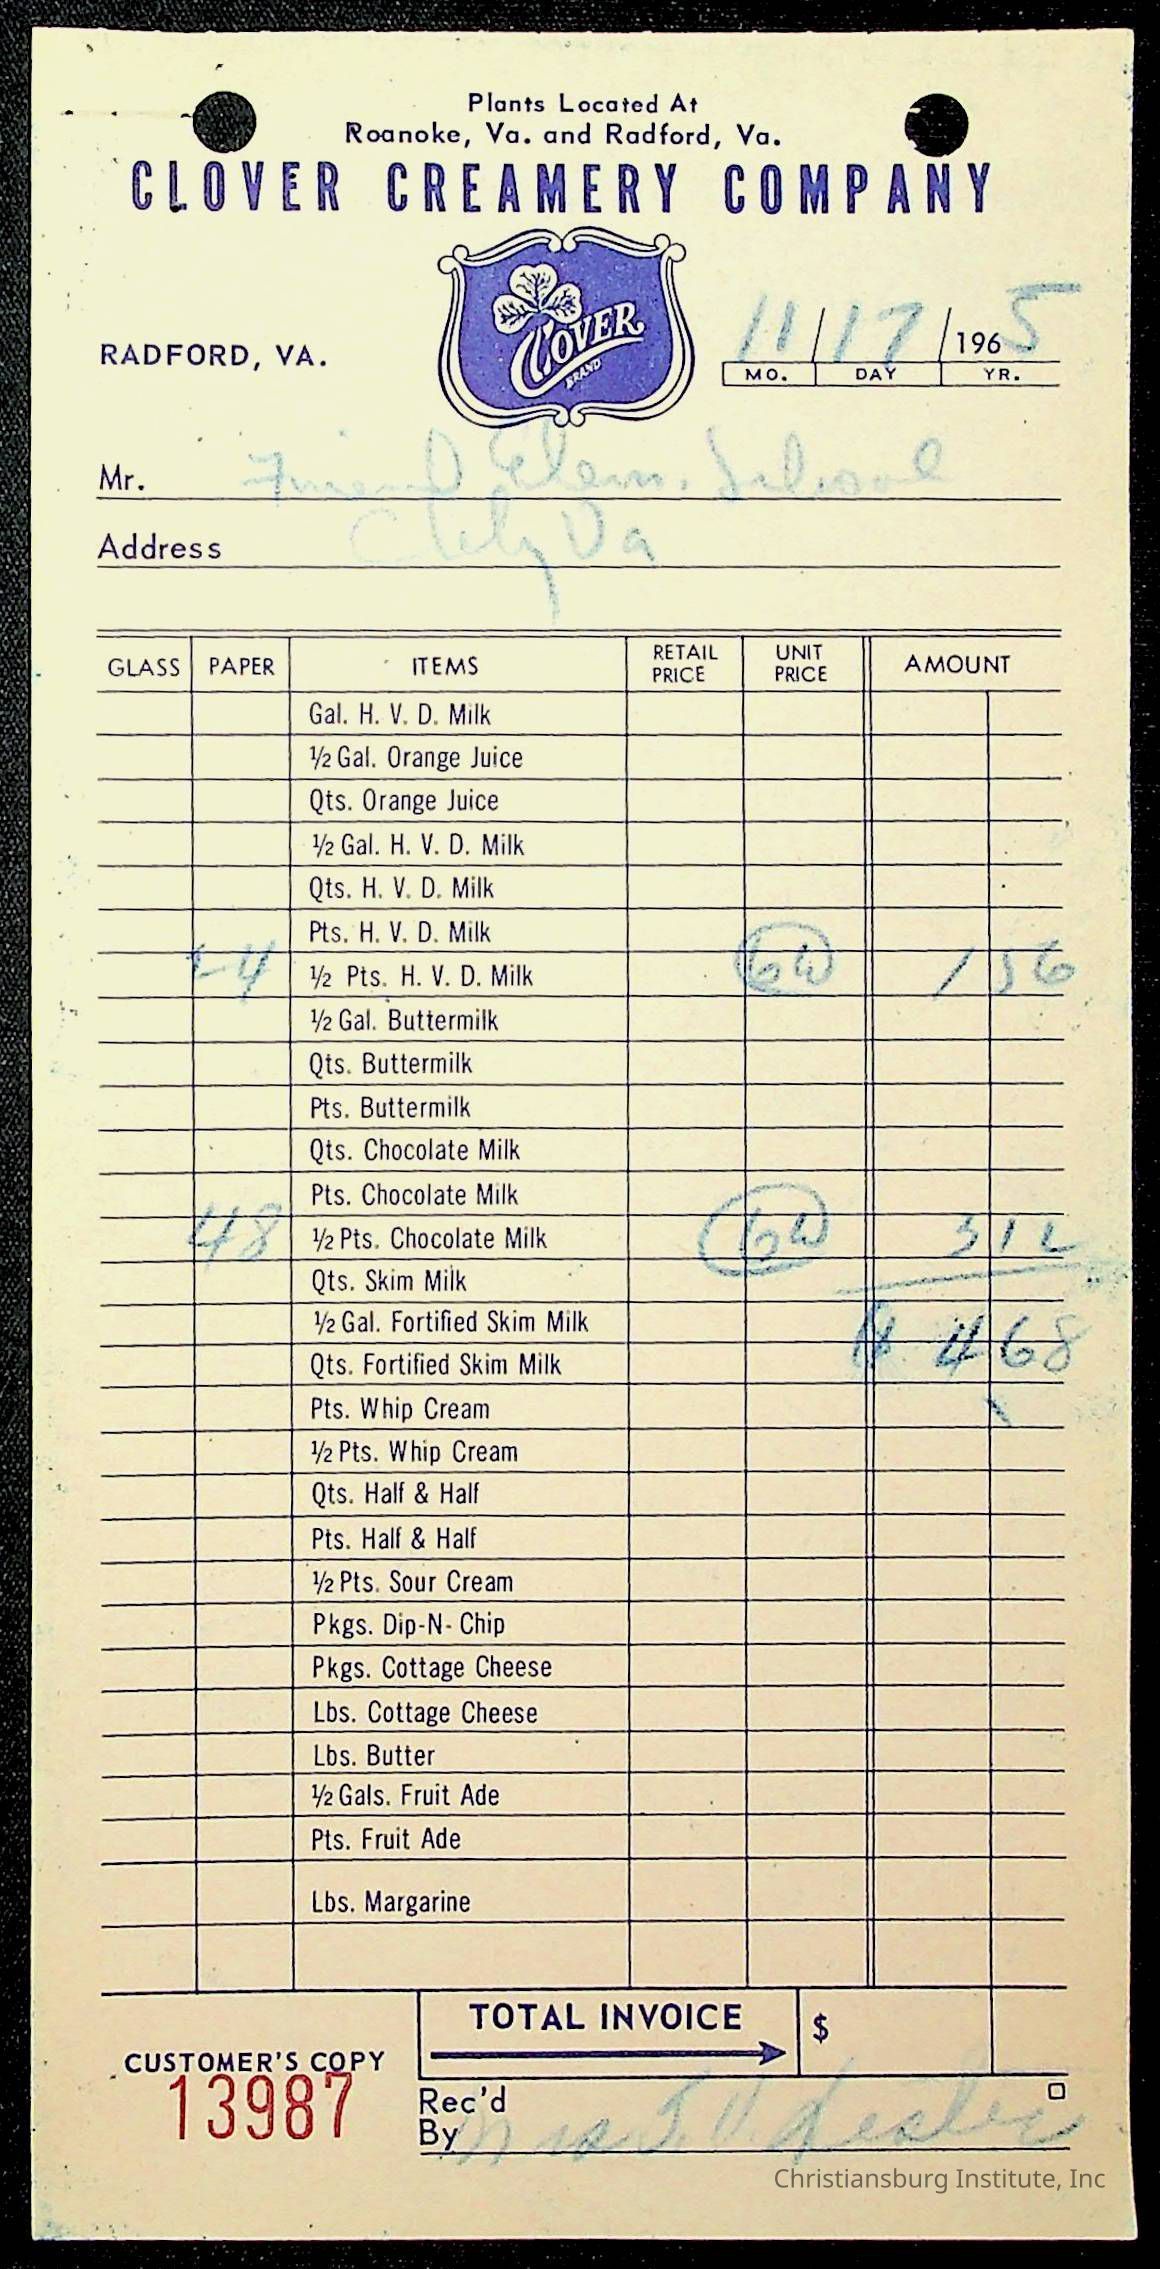 Plants Located At
Roanoke, Va. and Radford, Va.
CLOVER CREAMERY COMPANY
CLOVER
BRAND
RADFORD, VA.
11/17/1965
MO. DAY YR.
Mr. Friend Elem. School
Address Va
GLASS PAPER ITEMS RETAIL PRICE UNIT PRICE AMOUNT
Gal. H. V. D. Milk
½ Gal. Orange Juice
Qts. Orange Juice
½ Gal. H. V. D. Milk
Qts. H. V. D. Milk
Pts. H. V. D. Milk
24 ½ Pts. H. V. D. Milk 6½ 1 56
½ Gal. Buttermilk
Qts. Buttermilk
Pts. Buttermilk
Qts. Chocolate Milk
Pts. Chocolate Milk
48 ½ Pts. Chocolate Milk 6½ 3 12
Qts. Skim Milk
½ Gal. Fortified Skim Milk
Qts. Fortified Skim Milk 4 68
Pts. Whip Cream
½ Pts. Whip Cream
Qts. Half & Half
Pts. Half & Half
½ Pts. Sour Cream
Pkgs. Dip-N-Chip
Pkgs. Cottage Cheese
Lbs. Cottage Cheese
Lbs. Butter
½ Gals. Fruit Ade
Pts. Fruit Ade
Lbs. Margarine
TOTAL INVOICE $
CUSTOMER'S COPY
13987
Rec'd
By Mrs Lester
Christiansburg Institute, Inc